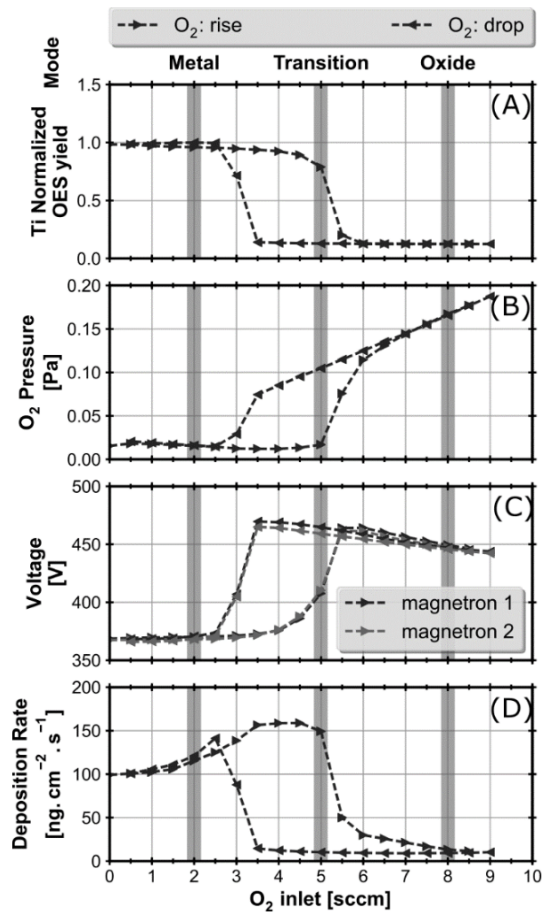 O₂: rise O₂: drop
Mode
Metal Transition Oxide
(A)
Ti Normalized
OES yield
1.5
1.0
0.5
0.0
(B)
O₂ Pressure
[Pa]
0.20
0.15
0.10
0.05
0.00
(C)
Voltage
[V]
500
450
400
350
magnetron 1
magnetron 2
(D)
Deposition Rate
[ng.cm⁻².s⁻¹]
200
150
100
50
0
0 1 2 3 4 5 6 7 8 9 10
O₂ inlet [sccm]